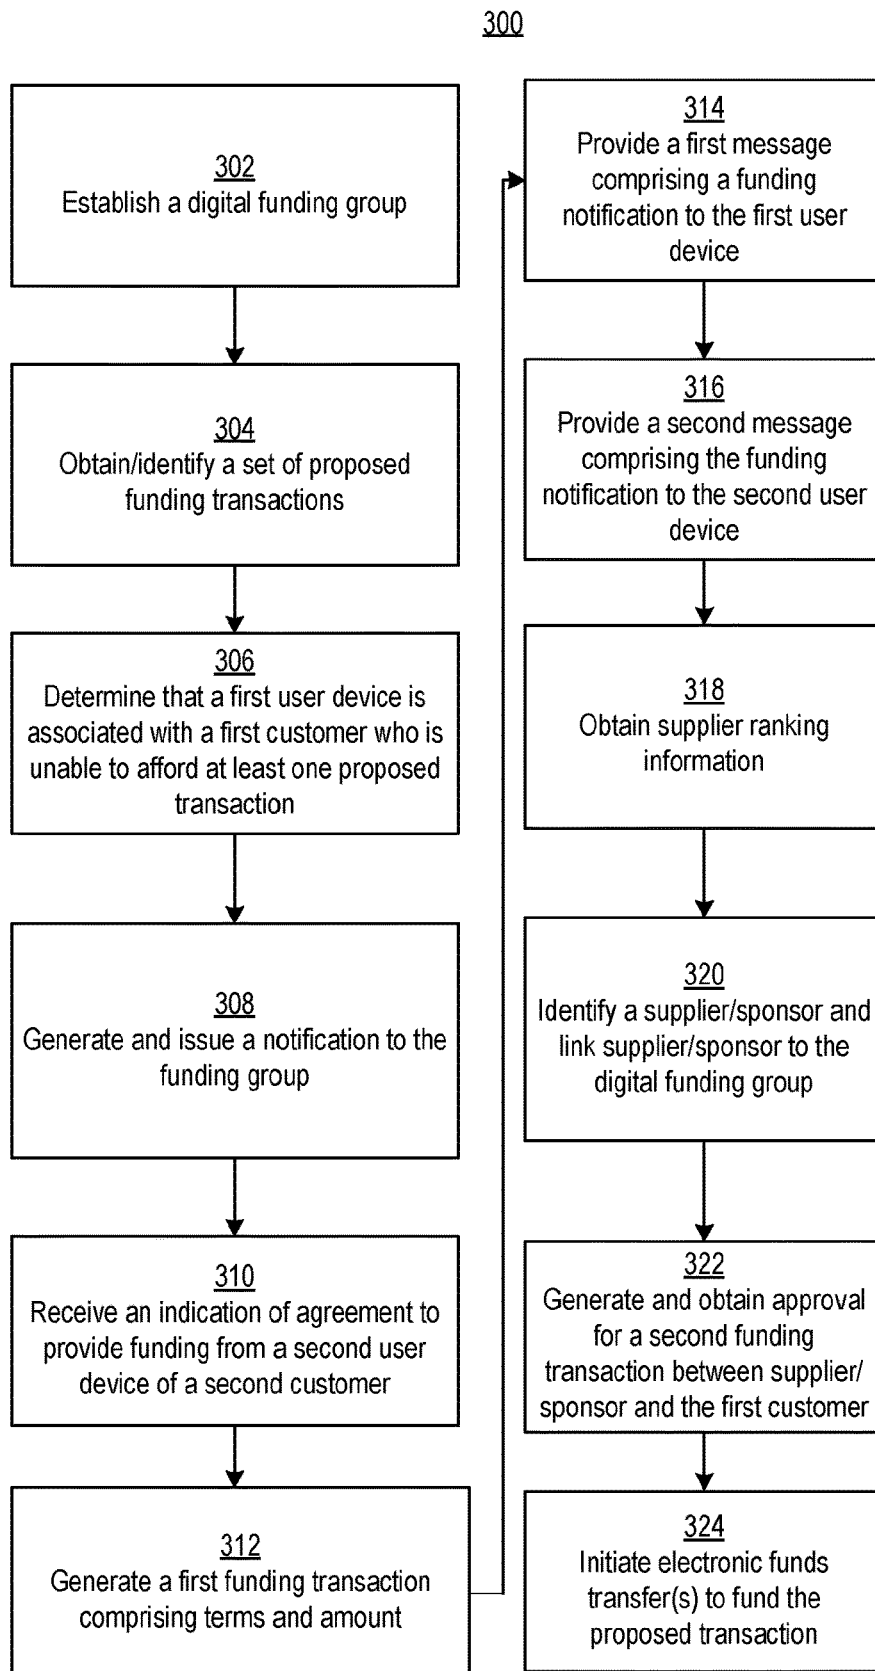 300
302
Establish a digital funding group
304
Obtain/identify a set of proposed
funding transactions
306
Determine that a first user device is
associated with a first customer who is
unable to afford at least one proposed
transaction
308
Generate and issue a notification to the
funding group
310
Receive an indication of agreement to
provide funding from a second user
device of a second customer
312
Generate a first funding transaction
comprising terms and amount
314
Provide a first message
comprising a funding
notification to the first user
device
316
Provide a second message
comprising the funding
notification to the second user
device
318
Obtain supplier ranking
information
320
Identify a supplier/sponsor and
link supplier/sponsor to the
digital funding group
322
Generate and obtain approval
for a second funding
transaction between supplier/
sponsor and the first customer
324
Initiate electronic funds
transfer(s) to fund the
proposed transaction